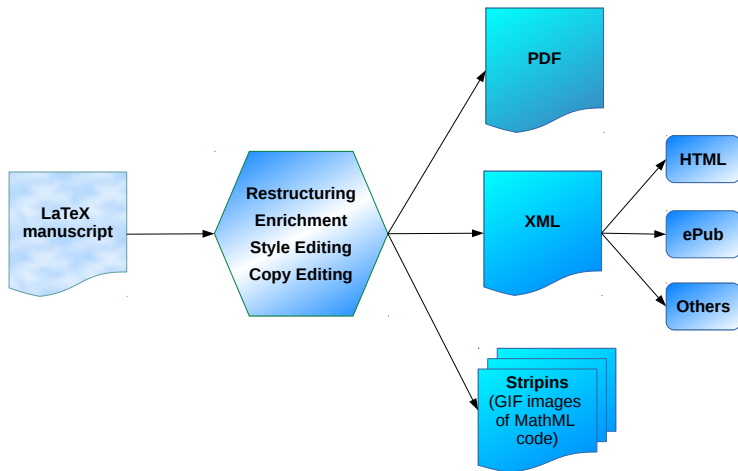 LaTeX
manuscript
Restructuring
Enrichment
Style Editing
Copy Editing
PDF
XML
HTML
ePub
Others
Stripins
(GIF images
of MathML
code)